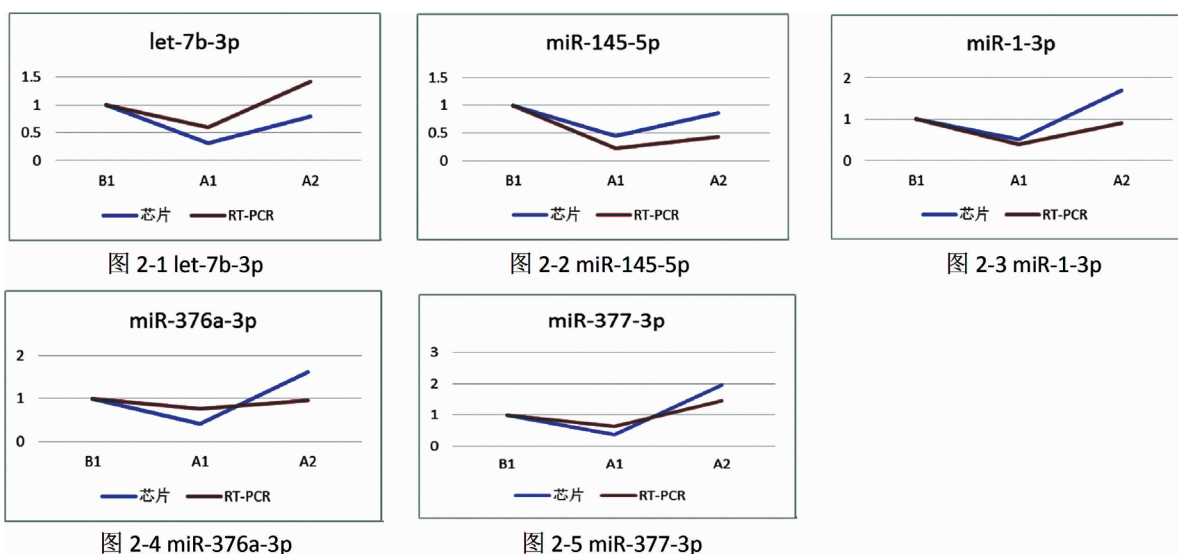 let-7b-3p
1.5
1
0.5
0
B1 A1 A2
芯片 RT-PCR
图 2-1 let-7b-3p
miR-145-5p
1.5
1
0.5
0
B1 A1 A2
芯片 RT-PCR
图 2-2 miR-145-5p
miR-1-3p
2
1
0
B1 A1 A2
芯片 RT-PCR
图 2-3 miR-1-3p
miR-376a-3p
2
1
0
B1 A1 A2
芯片 RT-PCR
图 2-4 miR-376a-3p
miR-377-3p
3
2
1
0
B1 A1 A2
芯片 RT-PCR
图 2-5 miR-377-3p